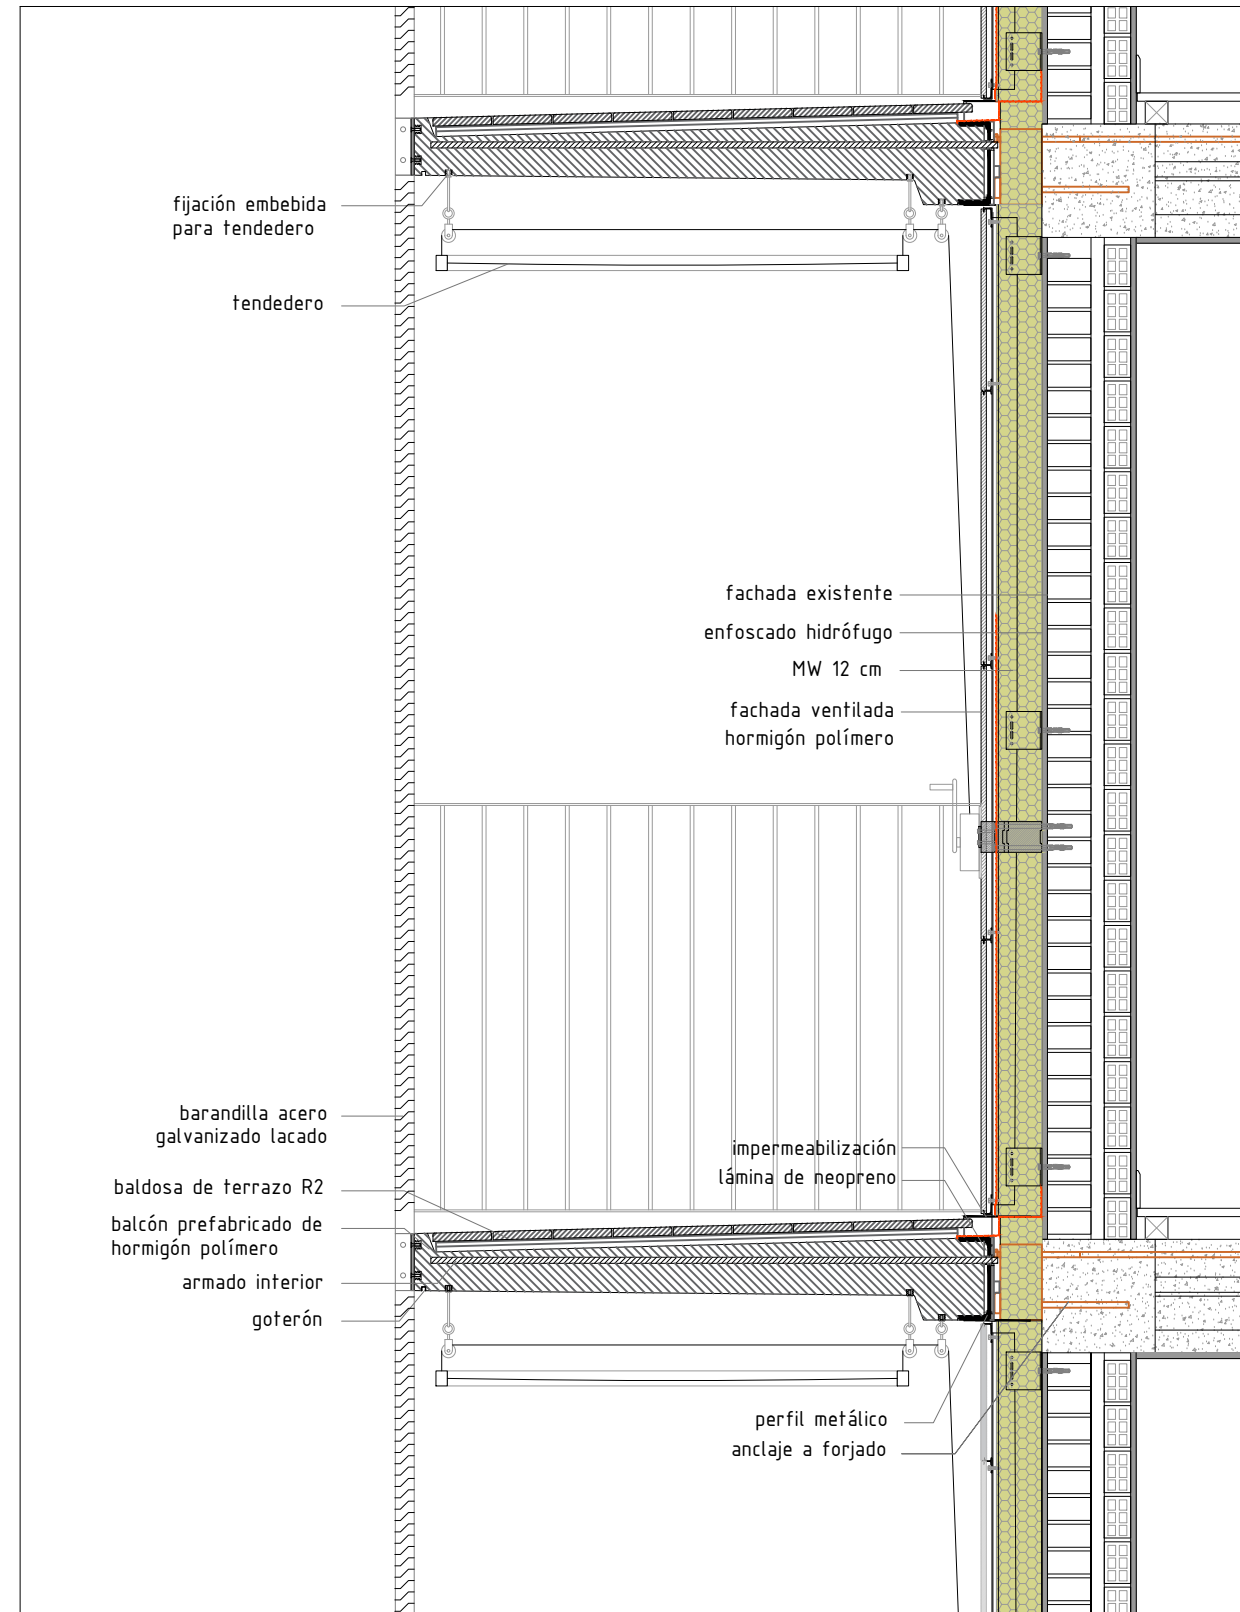 fijación embebida
para tendedero
tendedero
fachada existente
enfoscado hidrófugo
MW 12 cm
fachada ventilada
hormigón polímero
barandilla acero
galvanizado lacado
impermeabilización
lámina de neopreno
baldosa de terrazo R2
balcón prefabricado de
hormigón polímero
armado interior
goterón
perfil metálico
anclaje a forjado